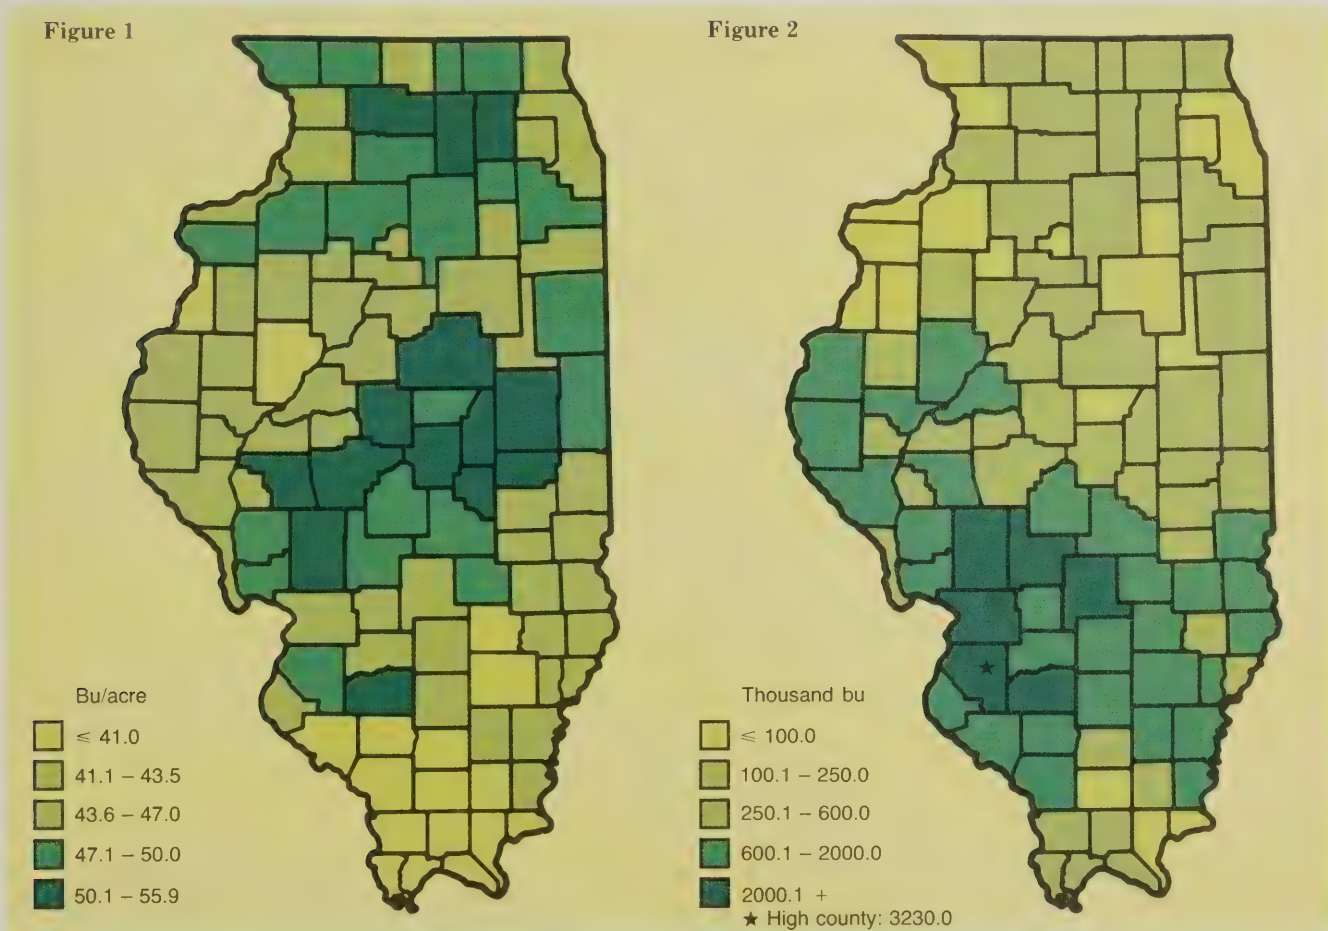 Figure 1
Bu/acre
≤ 41.0
41.1 – 43.5
43.6 – 47.0
47.1 – 50.0
50.1 – 55.9
Figure 2
Thousand bu
≤ 100.0
100.1 – 250.0
250.1 – 600.0
600.1 – 2000.0
2000.1 +
★ High county: 3230.0